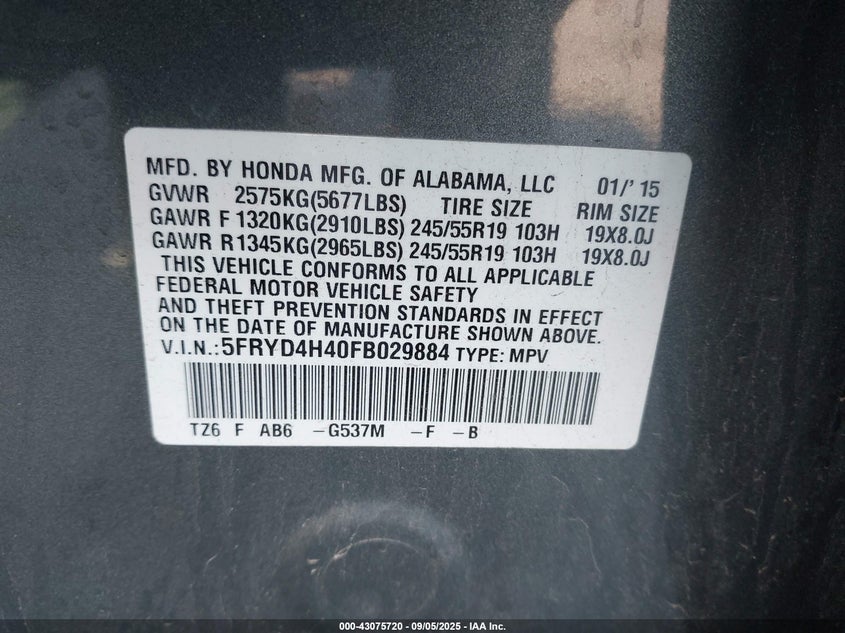 MFD. BY HONDA MFG. OF ALABAMA, LLC 01/' 15
GVWR 2575KG(5677LBS) TIRE SIZE RIM SIZE
GAWR F 1320KG(2910LBS) 245/55R19 103H 19X8.0J
GAWR R 1345KG(2965LBS) 245/55R19 103H 19X8.0J
THIS VEHICLE CONFORMS TO ALL APPLICABLE
FEDERAL MOTOR VEHICLE SAFETY
AND THEFT PREVENTION STANDARDS IN EFFECT
ON THE DATE OF MANUFACTURE SHOWN ABOVE.
V.I.N.:5FRYD4H40FB029884 TYPE: MPV
TZ6 F AB6 -G537M -F -B
000-43075720 - 09/05/2025 - IAA Inc.